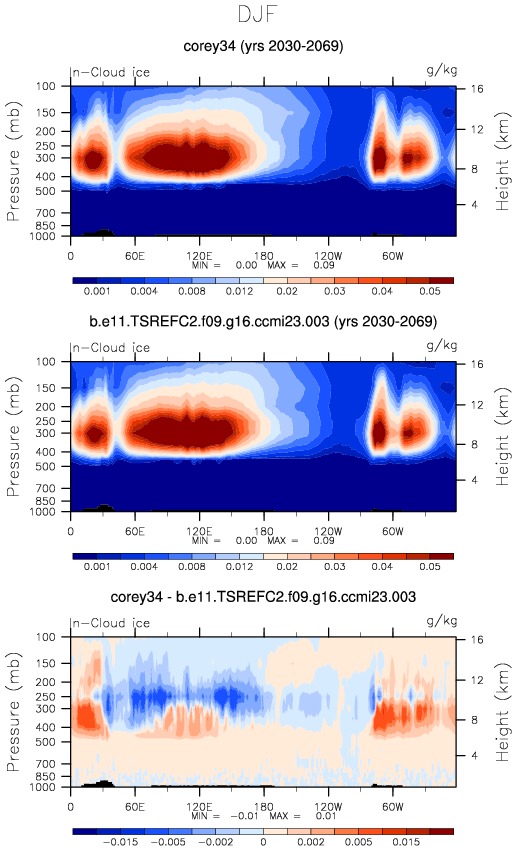 DJF
corey34 (yrs 2030-2069)
n-Cloud ice g/kg
100 16
150
200 12
250
300 8
400
500 4
700
850
1000
Pressure (mb)
Height (km)
0 60E 120E 180 120W 60W
MIN = 0.00 MAX = 0.09
0.001 0.004 0.008 0.012 0.02 0.03 0.04 0.05
b.e11.TSREFC2.f09.g16.ccmi23.003 (yrs 2030-2069)
n-Cloud ice g/kg
100 16
150
200 12
250
300 8
400
500 4
700
850
1000
Pressure (mb)
Height (km)
0 60E 120E 180 120W 60W
MIN = 0.00 MAX = 0.09
0.001 0.004 0.008 0.012 0.02 0.03 0.04 0.05
corey34 - b.e11.TSREFC2.f09.g16.ccmi23.003
n-Cloud ice g/kg
100 16
150
200 12
250
300 8
400
500 4
700
850
1000
Pressure (mb)
Height (km)
0 60E 120E 180 120W 60W
MIN = -0.01 MAX = 0.01
-0.015 -0.005 -0.002 0 0.002 0.005 0.015